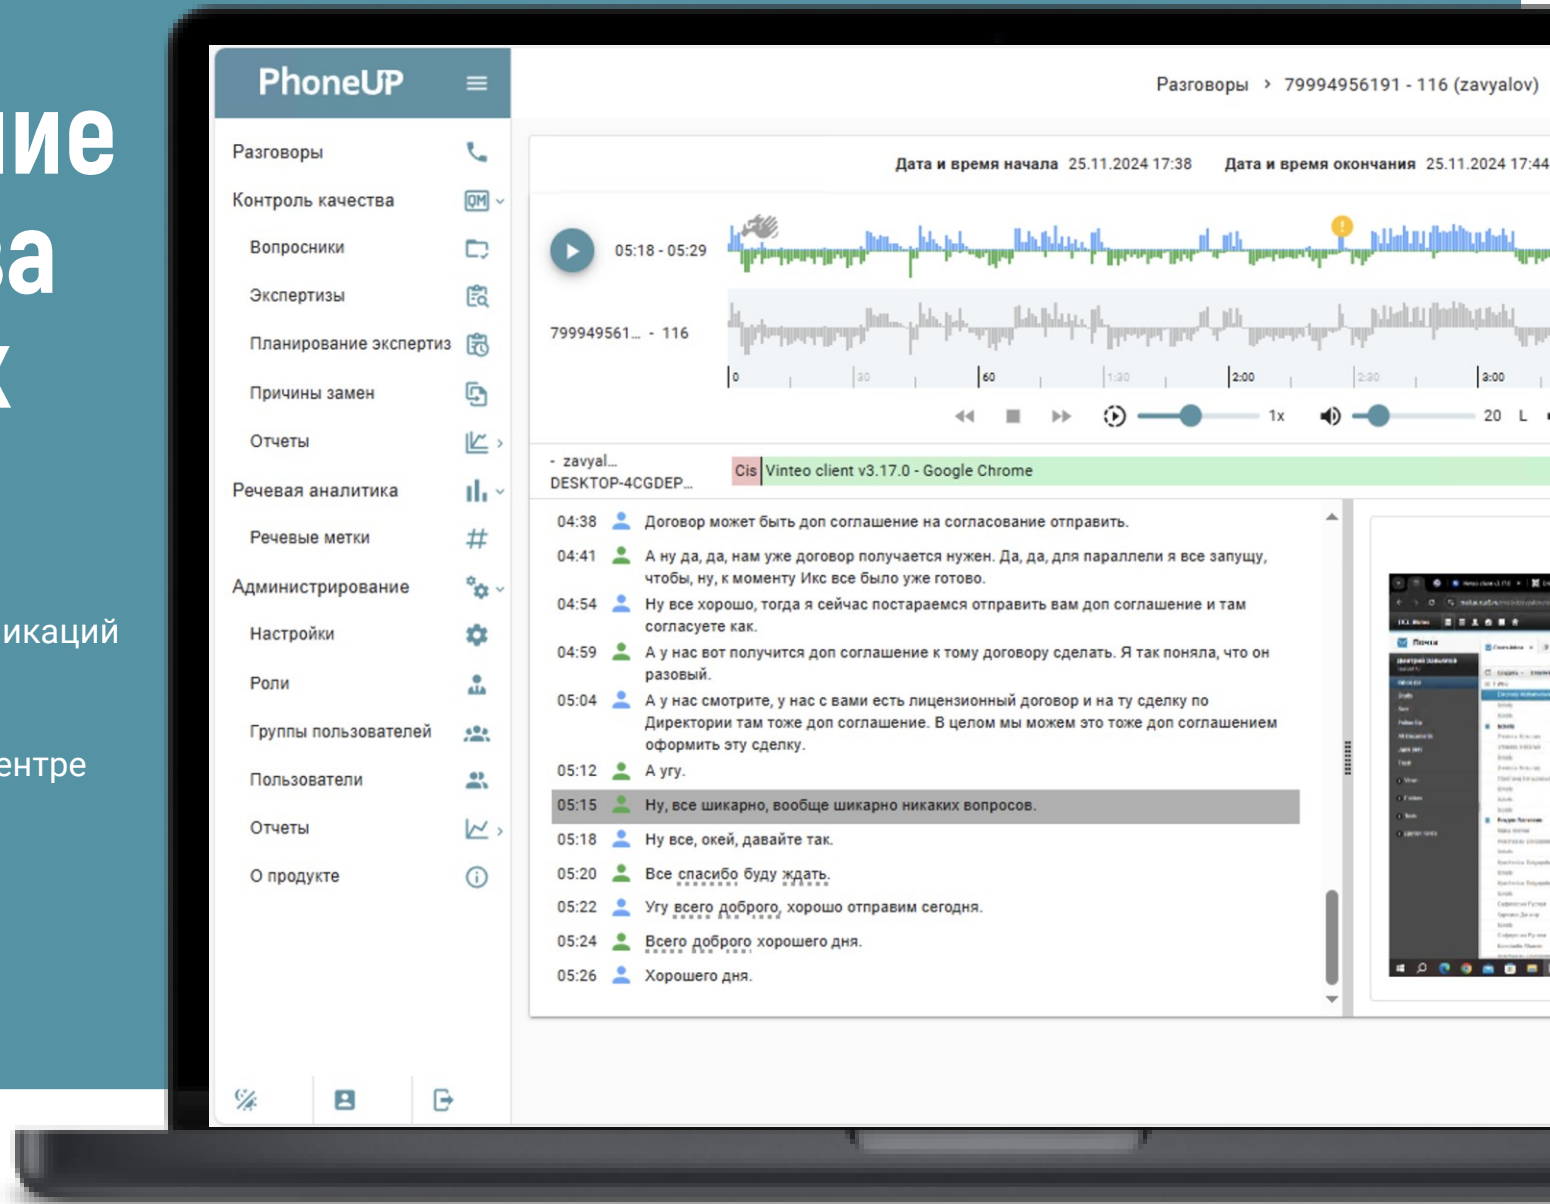 ие
ва
х
икаций
ентре
PhoneUP
Разговоры > 79994956191 - 116 (zavyalov)
Разговоры
Контроль качества
QM
Вопросники
Экспертизы
Планирование экспертиз
Причины замен
Отчеты
Речевая аналитика
Речевые метки
Администрирование
Настройки
Роли
Группы пользователей
Пользователи
Отчеты
О продукте
Дата и время начала 25.11.2024 17:38 Дата и время окончания 25.11.2024 17:44
05:18 - 05:29
799949561... - 116
0 30 60 1:30 2:00 2:30 3:00
1x 20 L
- zavyal...
DESKTOP-4CGDEP...
Cis Vinteo client v3.17.0 - Google Chrome
04:38 Договор может быть доп соглашение на согласование отправить.
04:41 А ну да, да, нам уже договор получается нужен. Да, да, для параллели я все запущу,
чтобы, ну, к моменту Икс все было уже готово.
04:54 Ну все хорошо, тогда я сейчас постараемся отправить вам доп соглашение и там
согласуете как.
04:59 А у нас вот получится доп соглашение к тому договору сделать. Я так поняла, что он
разовый.
05:04 А у нас смотрите, у нас с вами есть лицензионный договор и на ту сделку по
Директории там тоже доп соглашение. В целом мы можем это тоже доп соглашением
оформить эту сделку.
05:12 А угу.
05:15 Ну, все шикарно, вообще шикарно никаких вопросов.
05:18 Ну все, окей, давайте так.
05:20 Все спасибо буду ждать.
05:22 Угу всего доброго, хорошо отправим сегодня.
05:24 Всего доброго хорошего дня.
05:26 Хорошего дня.
Почта